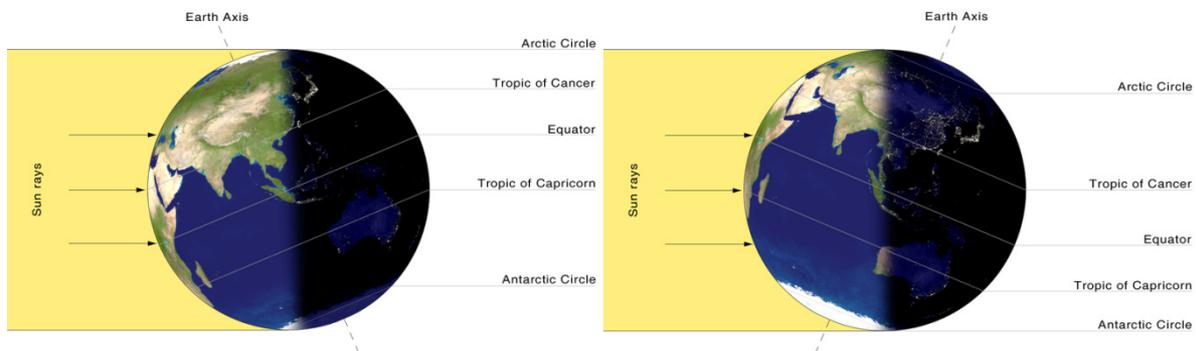 Earth Axis
Arctic Circle
Tropic of Cancer
Equator
Tropic of Capricorn
Antarctic Circle
Sun rays
Earth Axis
Arctic Circle
Tropic of Cancer
Equator
Tropic of Capricorn
Antarctic Circle
Sun rays